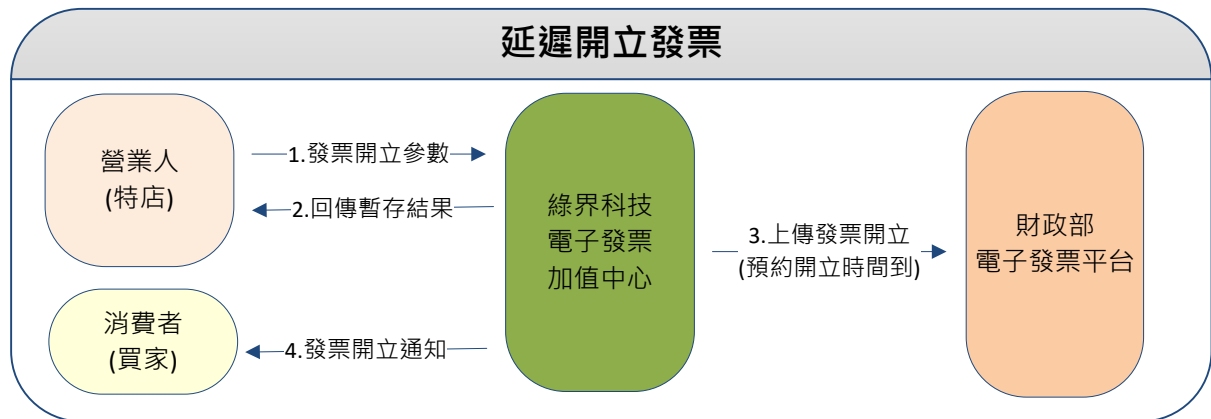 延遲開立發票
營業人
(特店)
1.發票開立參數
2.回傳暫存結果
綠界科技
電子發票
加值中心
3.上傳發票開立
(預約開立時間到)
財政部
電子發票平台
消費者
(買家)
4.發票開立通知